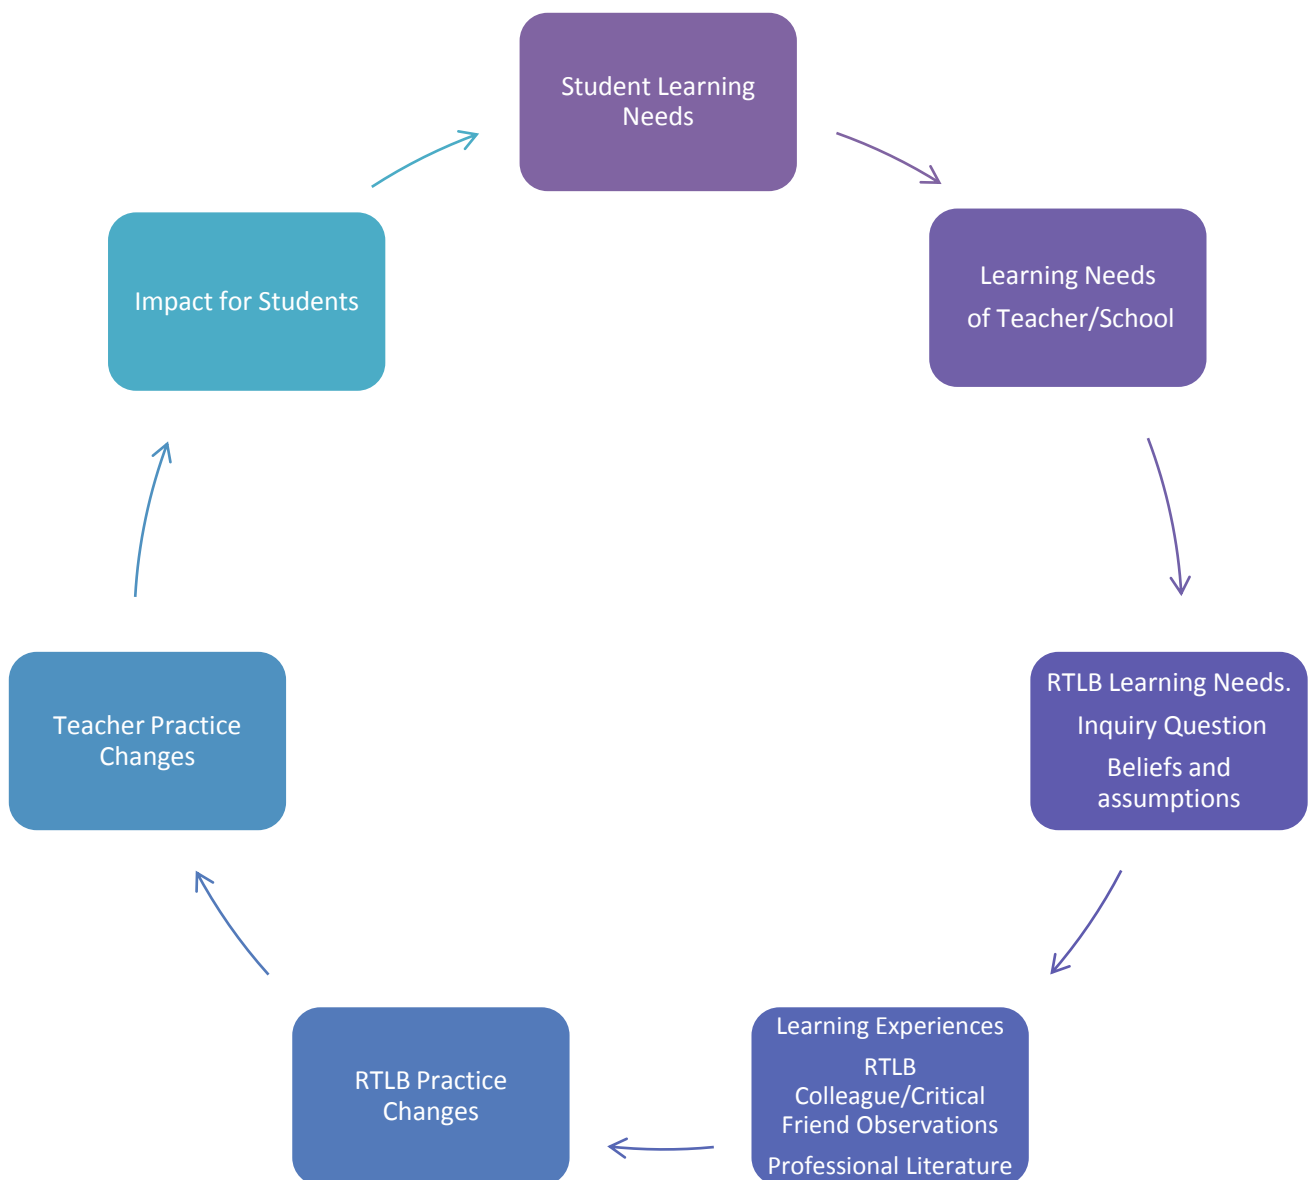 Student Learning
Needs
Learning Needs
of Teacher/School
RTLB Learning Needs.
Inquiry Question
Beliefs and
assumptions
Learning Experiences
RTLB
Colleague/Critical
Friend Observations
Professional Literature
RTLB Practice
Changes
Teacher Practice
Changes
Impact for Students